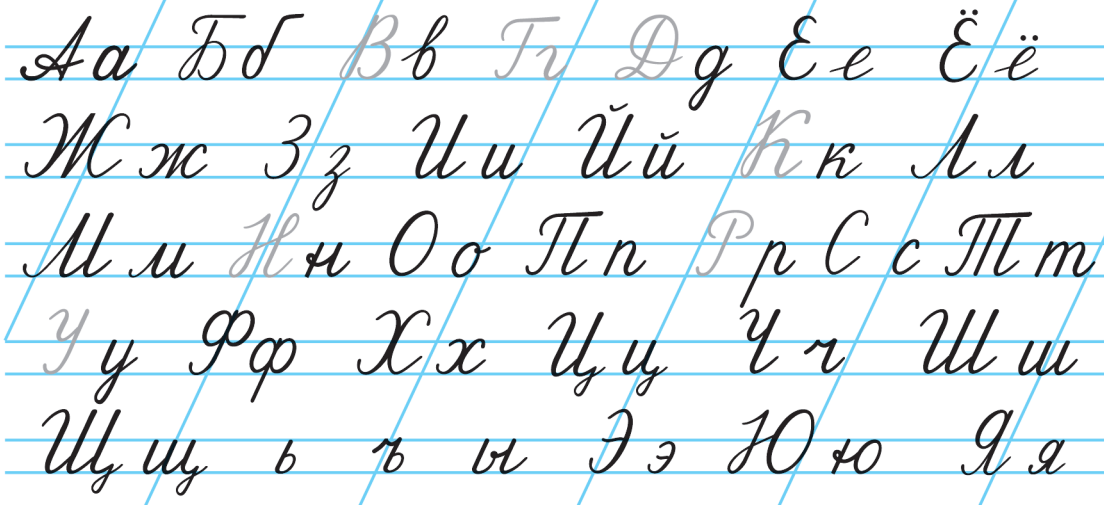 Аа Бб Вв Гг Дд Ее Ёё
Жж Зз Ии Йй Кк Лл
Мм Нн Оо Пп Рр Сс Тт
Уу Фф Хх Цц Чч Шш
Щщ ь ъ ы Ээ Юю Яя